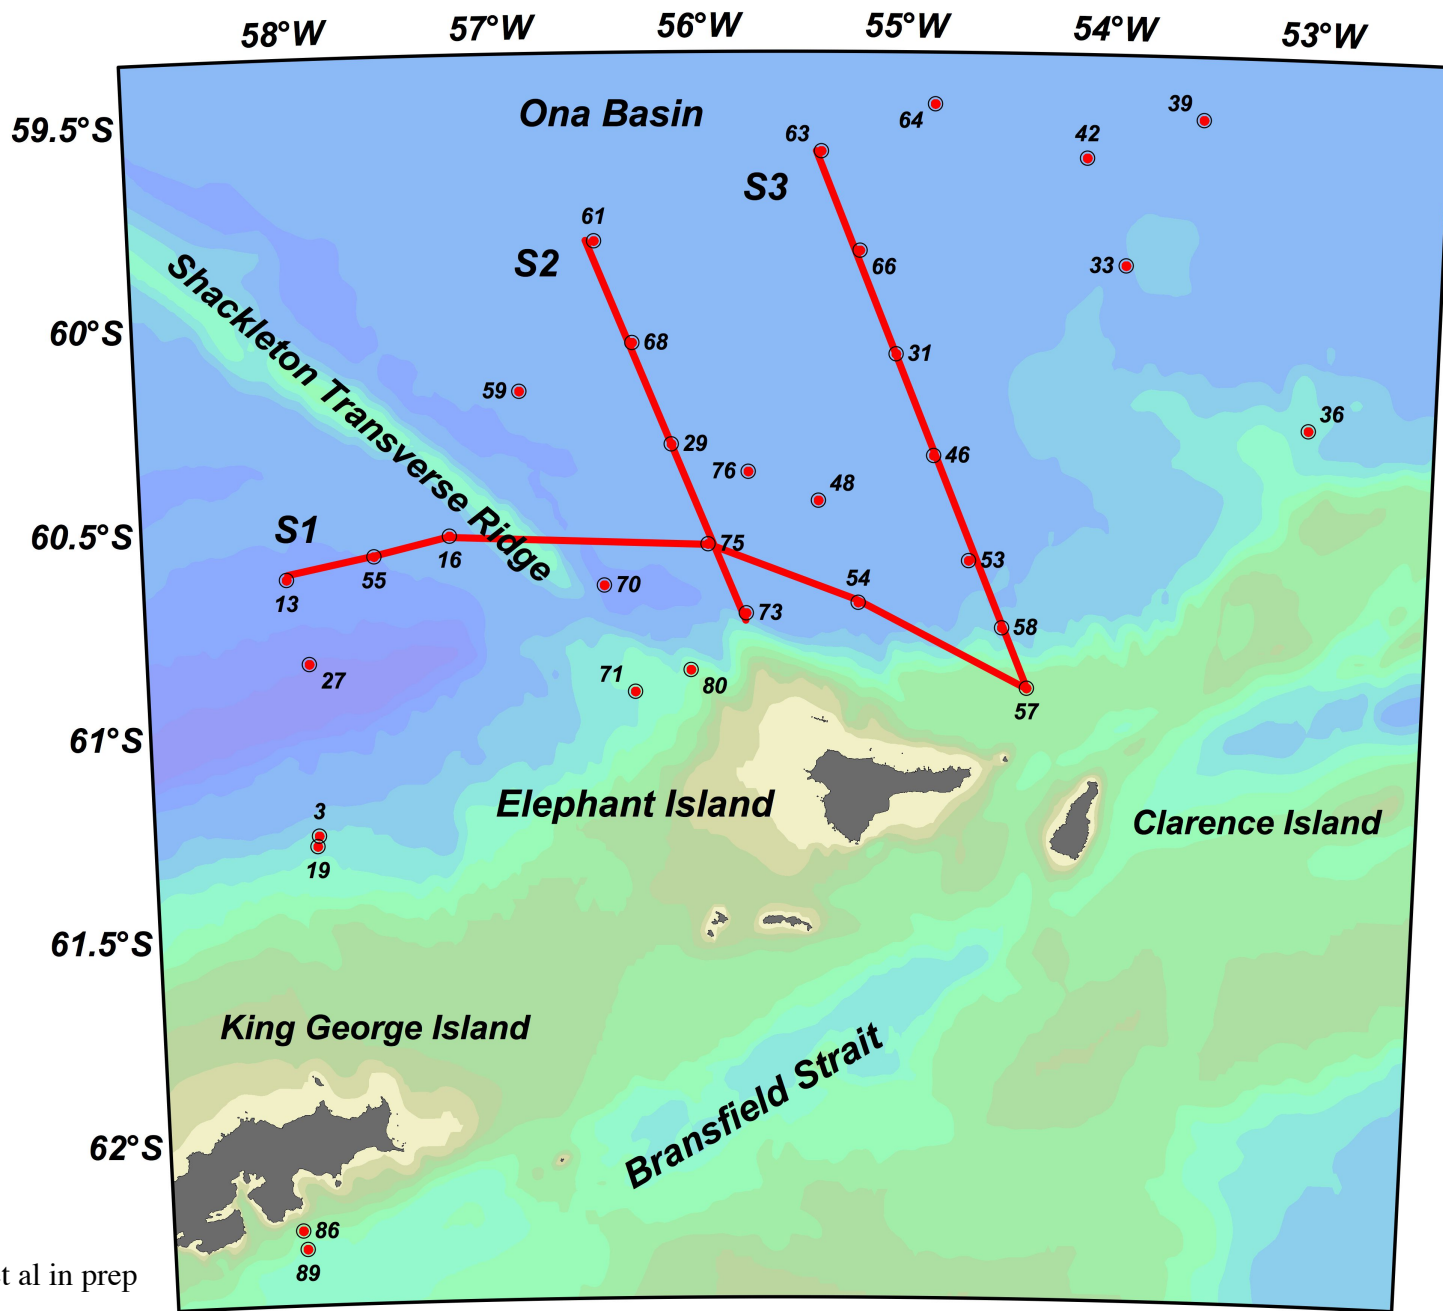 58°W 57°W 56°W 55°W 54°W 53°W
59.5°S
Ona Basin
64
39
63
42
S3
61
S2
66
33
Shackleton Transverse Ridge
60°S
68
31
59
36
29
76
46
48
S1
60.5°S
16
75
55
53
13
70
54
73
58
27
71
80
57
61°S
Elephant Island
3
Clarence Island
19
61.5°S
King George Island
Bransfield Strait
62°S
86
89
t al in prep